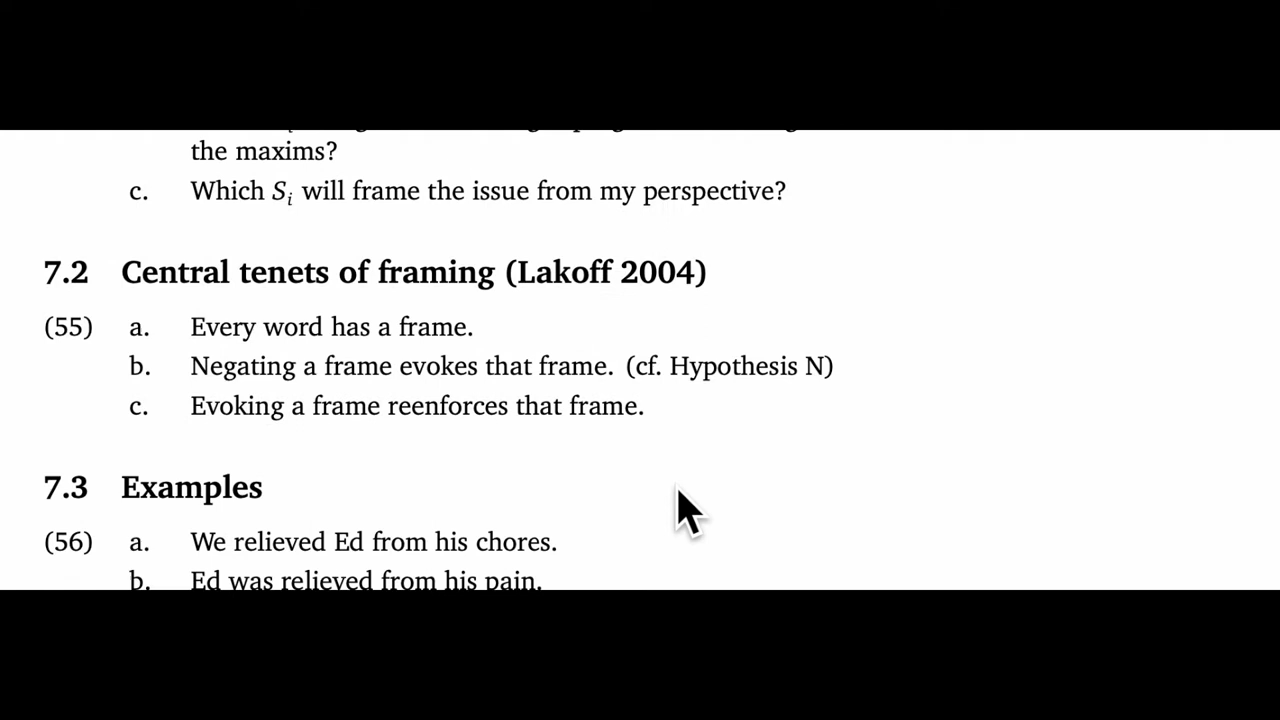 the maxims?
c. Which Si will frame the issue from my perspective?
7.2 Central tenets of framing (Lakoff 2004)
(55) a. Every word has a frame.
b. Negating a frame evokes that frame. (cf. Hypothesis N)
c. Evoking a frame reenforces that frame.
7.3 Examples
(56) a. We relieved Ed from his chores.
b. Ed was relieved from his pain.